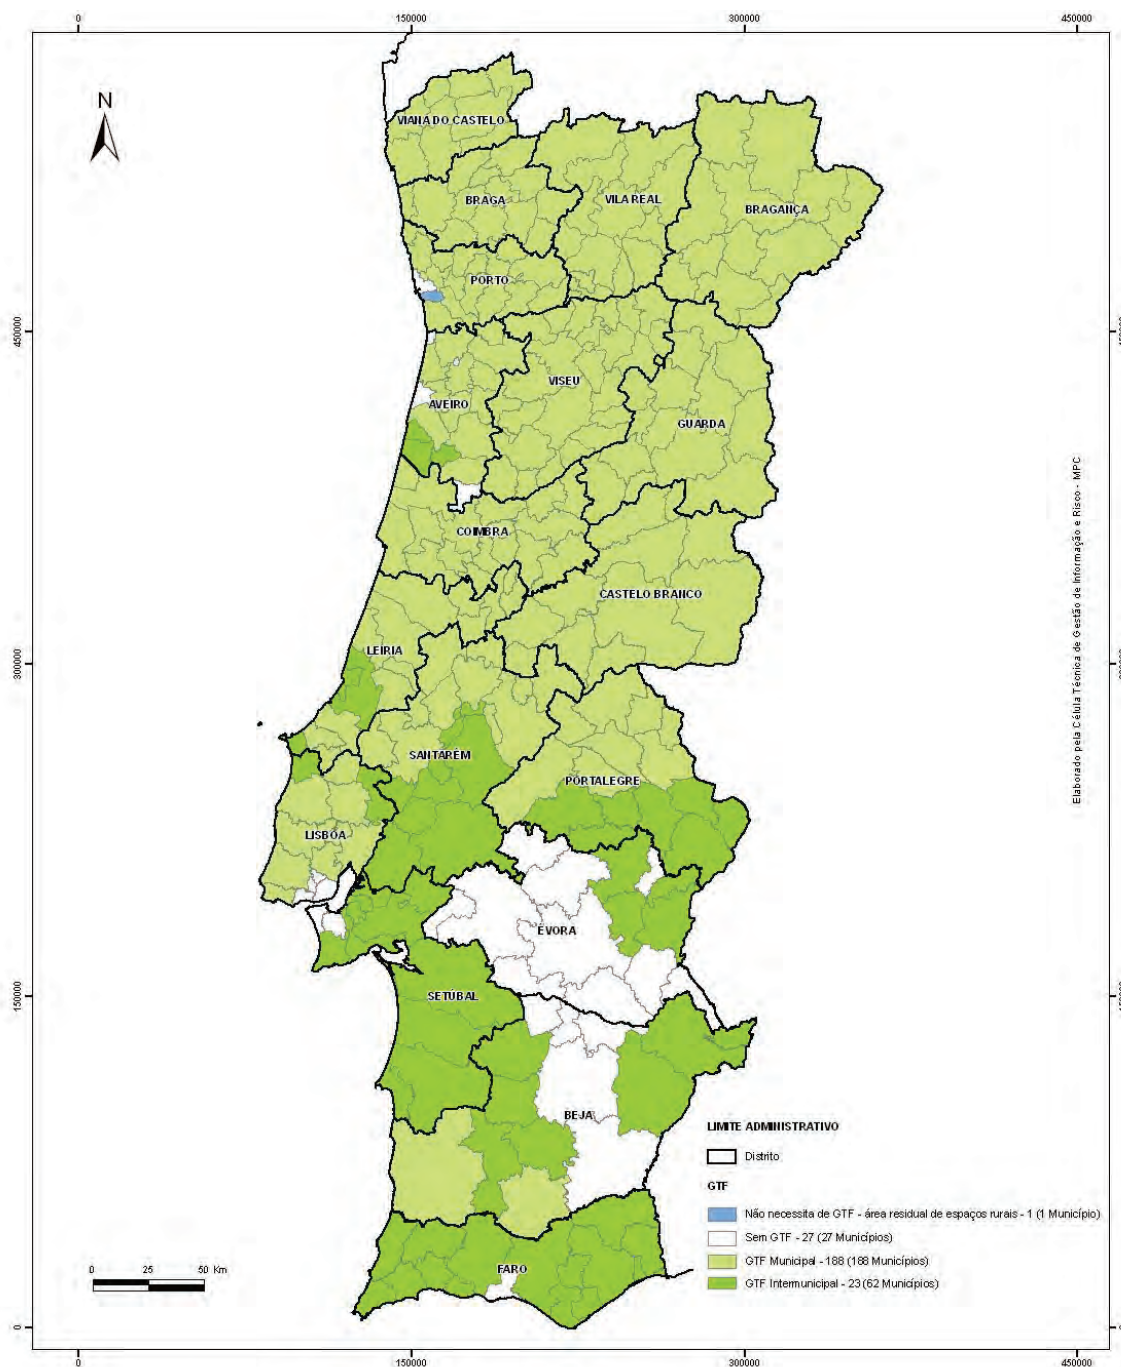 0
150000
300000
450000
N
VIANA DO CASTELO
BRAGA
VILA REAL
BRAGANÇA
PORTO
450000
VISEU
AVEIRO
GUARDA
COIMBRA
CASTELO BRANCO
LEIRIA
300000
SANTARÉM
PORTALEGRE
LISBOA
ÉVORA
SETÚBAL
150000
BEJA
FARO
Elaborado pela Célula Técnica de Gestão de Informação e Risco - MPC
LIMITE ADMINISTRATIVO
Distrito
GTF
Não necessita de GTF - área residual de espaços rurais - 1 (1 Município)
Sem GTF - 27 (27 Municípios)
GTF Municipal - 188 (188 Municípios)
GTF Intermunicipal - 23 (62 Municípios)
0 25 50 Km
0
0
0
150000
300000
450000